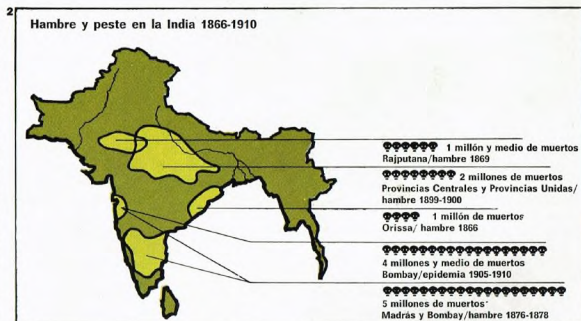 2
Hambre y peste en la India 1866-1910
1 millón y medio de muertos
Rajputana/hambre 1869
2 millones de muertos
Provincias Centrales y Provincias Unidas/
hambre 1899-1900
1 millón de muertos
Orissa/ hambre 1866
4 millones y medio de muertos
Bombay/epidemia 1905-1910
5 millones de muertos
Madrás y Bombay/hambre 1876-1878